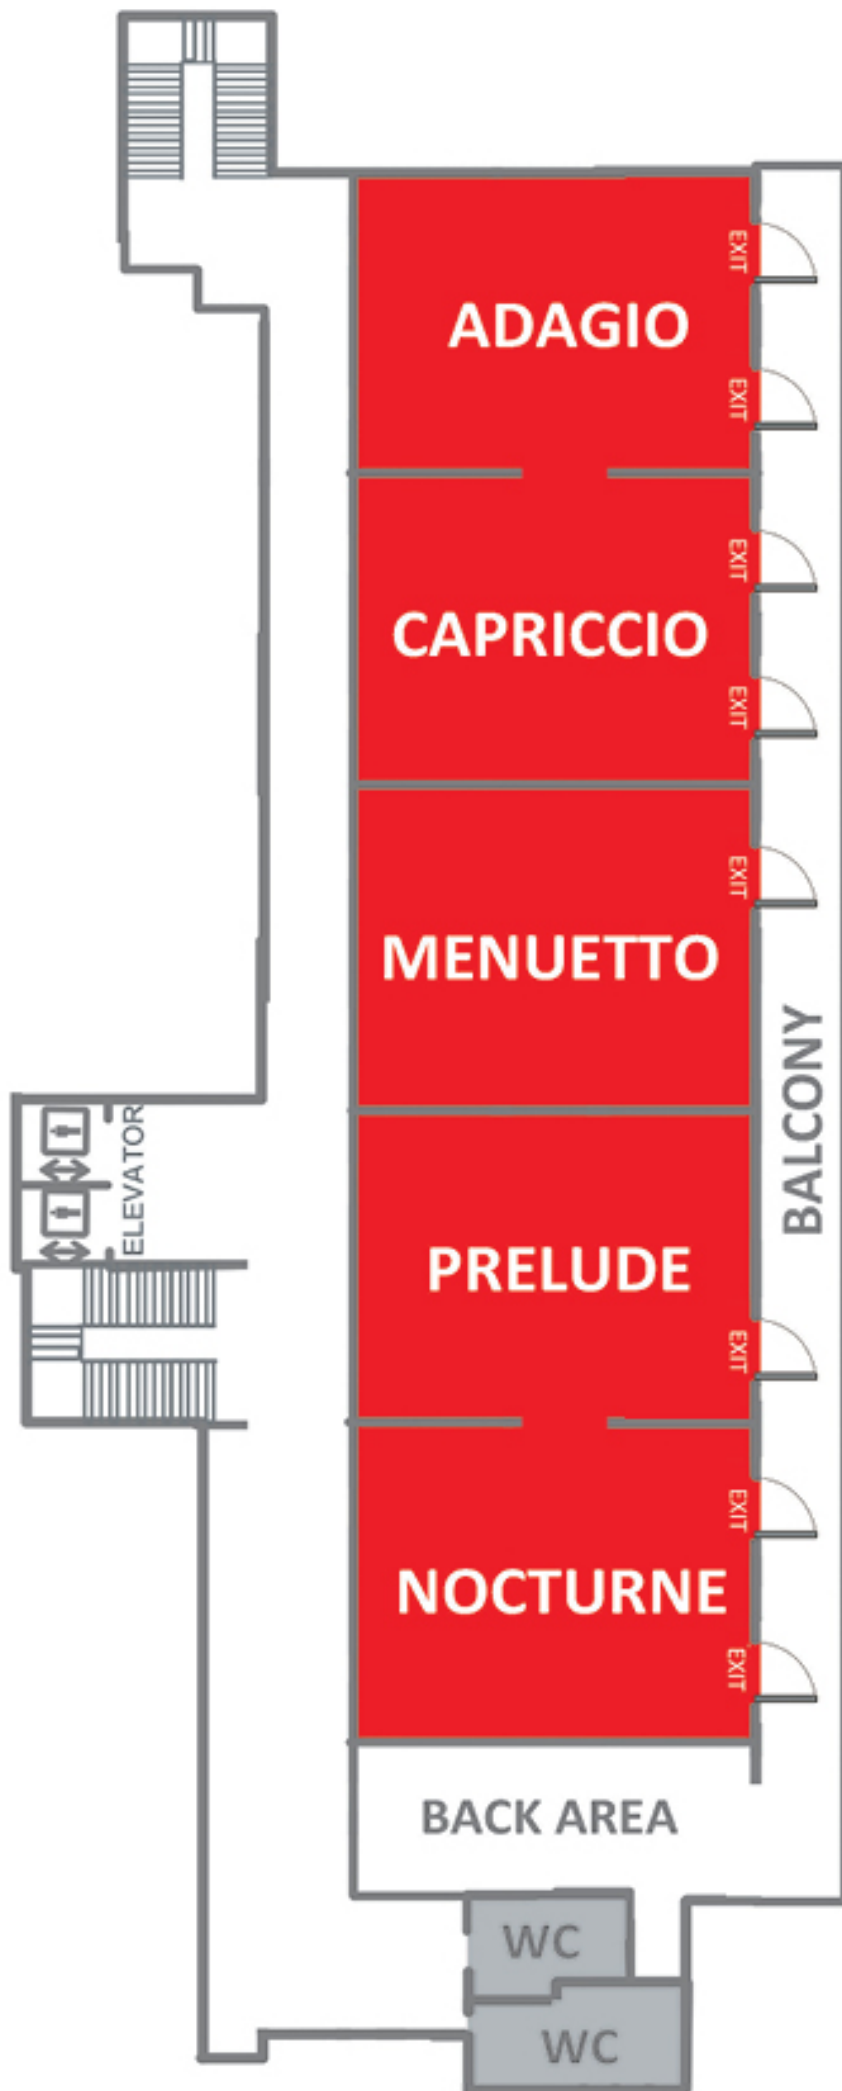 EXIT
ADAGIO
EXIT
EXIT
CAPRICCIO
EXIT
EXIT
MENUETTO
BALCONY
ELEVATOR
PRELUDE
EXIT
EXIT
NOCTURNE
EXIT
BACK AREA
WC
WC